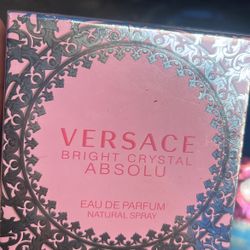 VERSACE
BRIGHT CRYSTAL
ABSOLU
EAU DE PARFUM
NATURAL SPRAY